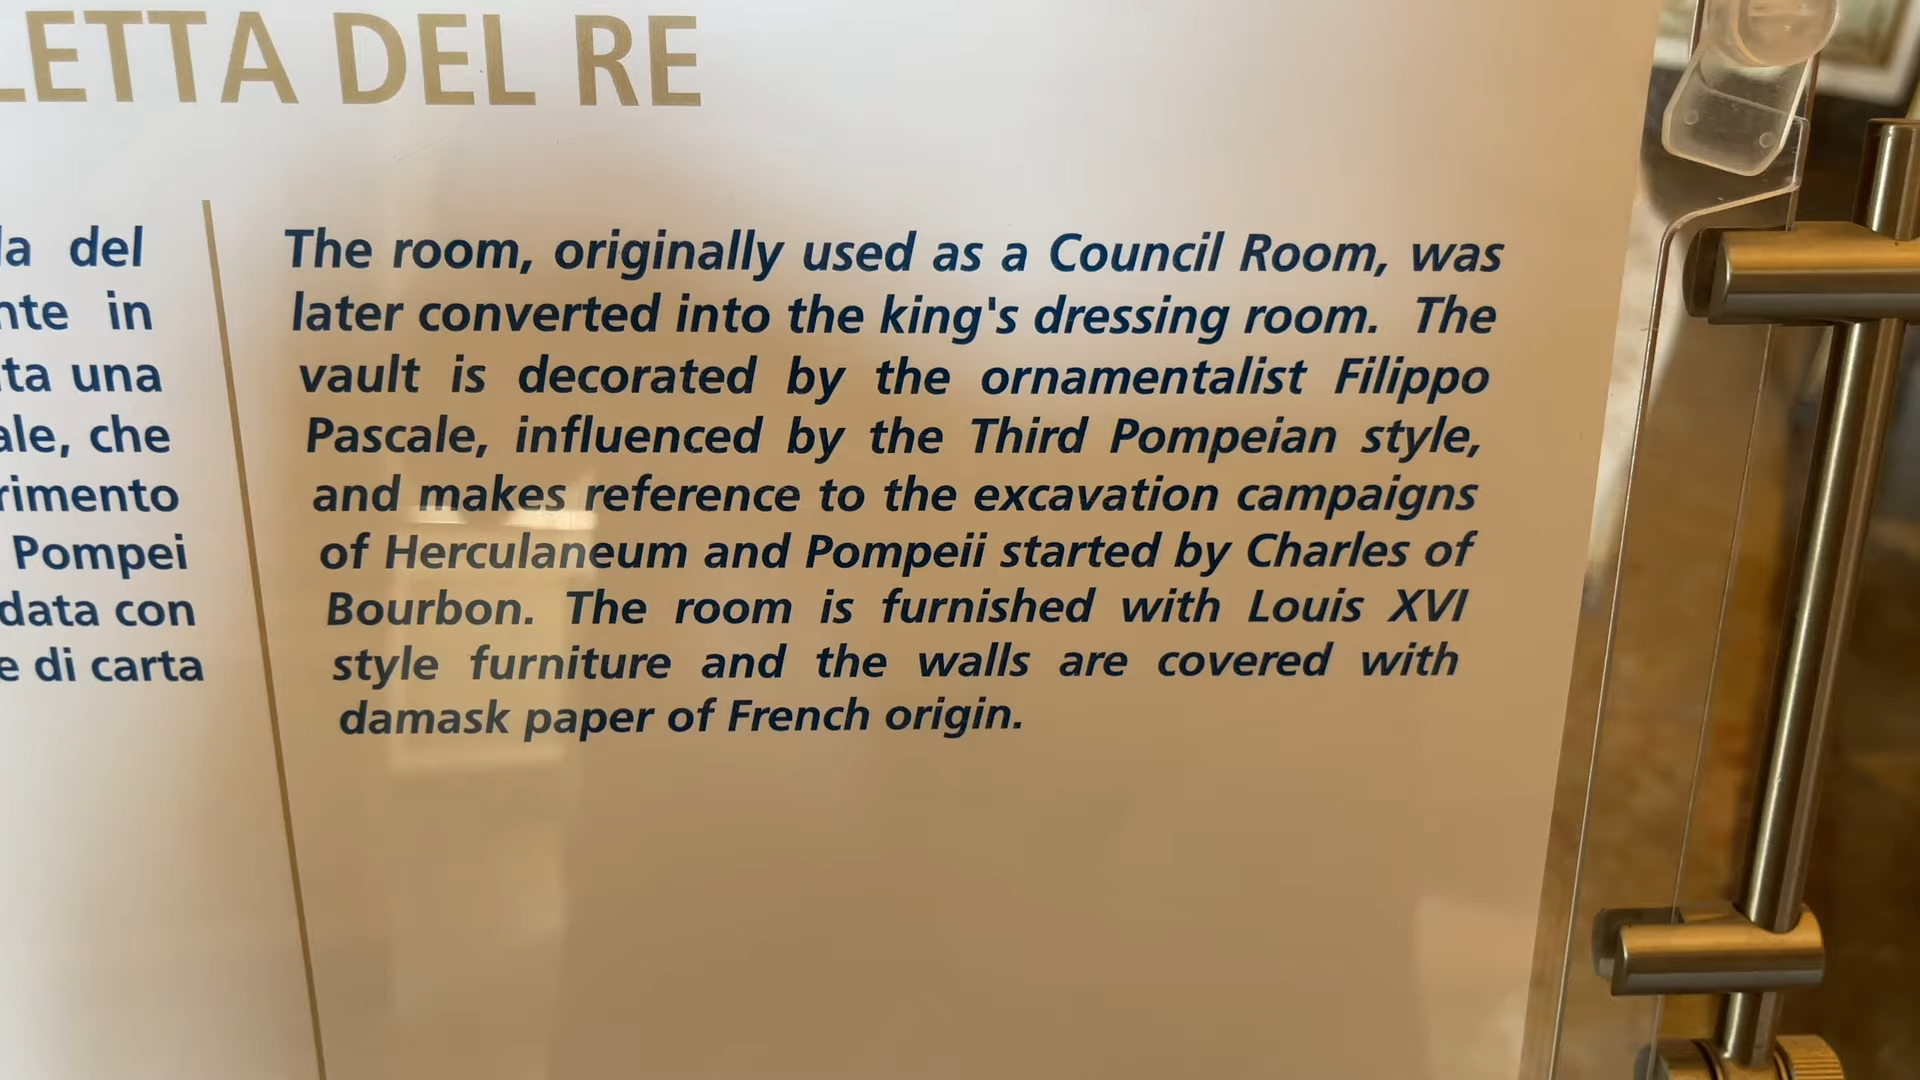 LETTA DEL RE
la del
nte in
ta una
ale, che
rimento
Pompei
data con
e di carta
The room, originally used as a Council Room, was
later converted into the king's dressing room. The
vault is decorated by the ornamentalist Filippo
Pascale, influenced by the Third Pompeian style,
and makes reference to the excavation campaigns
of Herculaneum and Pompeii started by Charles of
Bourbon. The room is furnished with Louis XVI
style furniture and the walls are covered with
damask paper of French origin.